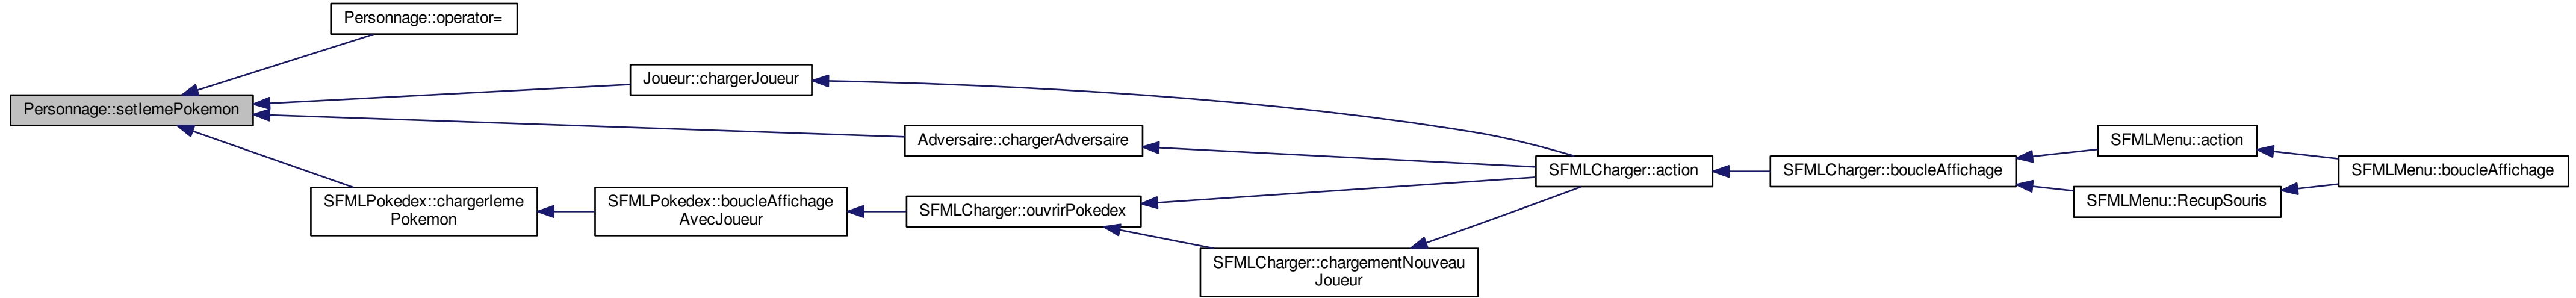 Personnage::operator=
Joueur::chargerJoueur
Personnage::setIemePokemon
Adversaire::chargerAdversaire
SFMLMenu::action
SFMLCharger::action
SFMLCharger::boucleAffichage
SFMLMenu::boucleAffichage
SFMLPokedex::chargerIeme
Pokemon
SFMLPokedex::boucleAffichage
AvecJoueur
SFMLCharger::ouvrirPokedex
SFMLMenu::RecupSouris
SFMLCharger::chargementNouveau
Joueur